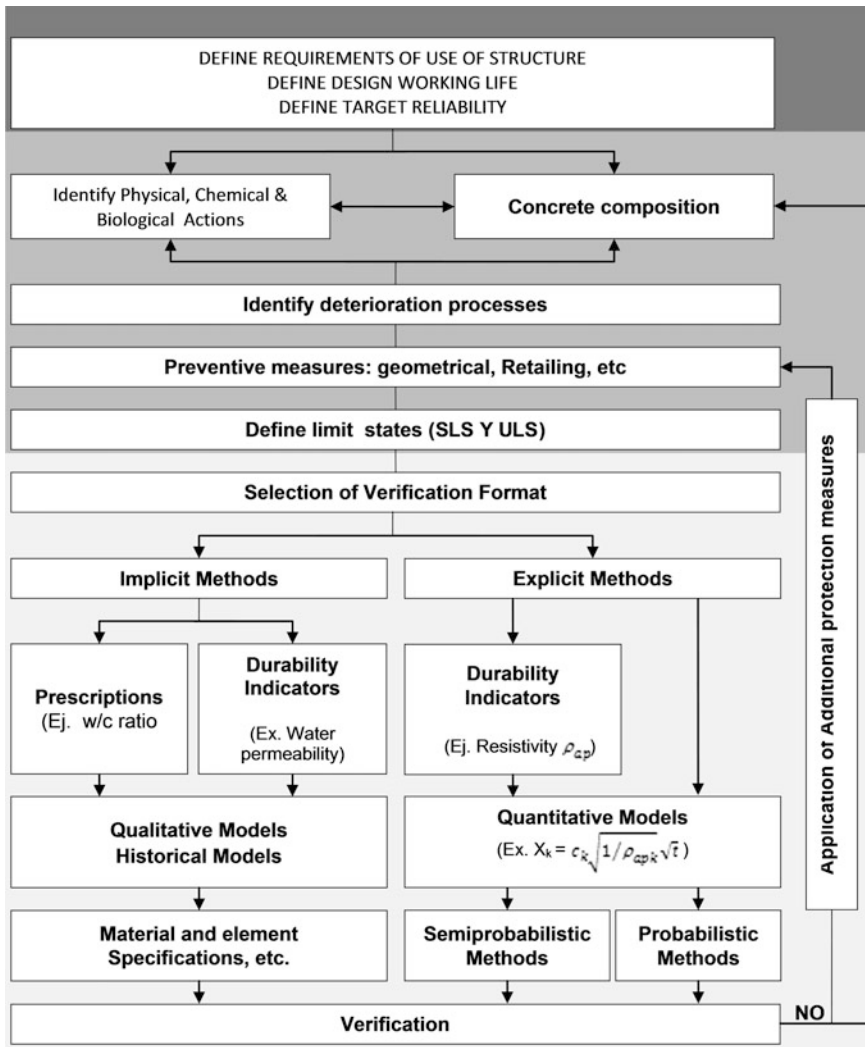 DEFINE REQUIREMENTS OF USE OF STRUCTURE
DEFINE DESIGN WORKING LIFE
DEFINE TARGET RELIABILITY
Identify Physical, Chemical &
Biological Actions
Concrete composition
Identify deterioration processes
Preventive measures: geometrical, Retailing, etc
Define limit states (SLS Y ULS)
Selection of Verification Format
Implicit Methods
Explicit Methods
Prescriptions
(Ej. w/c ratio
Durability
Indicators
(Ex. Water
permeability)
Durability
Indicators
(Ej. Resistivity ρ_ap)
Qualitative Models
Historical Models
Quantitative Models
(Ex. X_k = c_k√(1/ρ_apk)√t )
Material and element
Specifications, etc.
Semiprobabilistic
Methods
Probabilistic
Methods
Verification
NO
Application of Additional protection measures